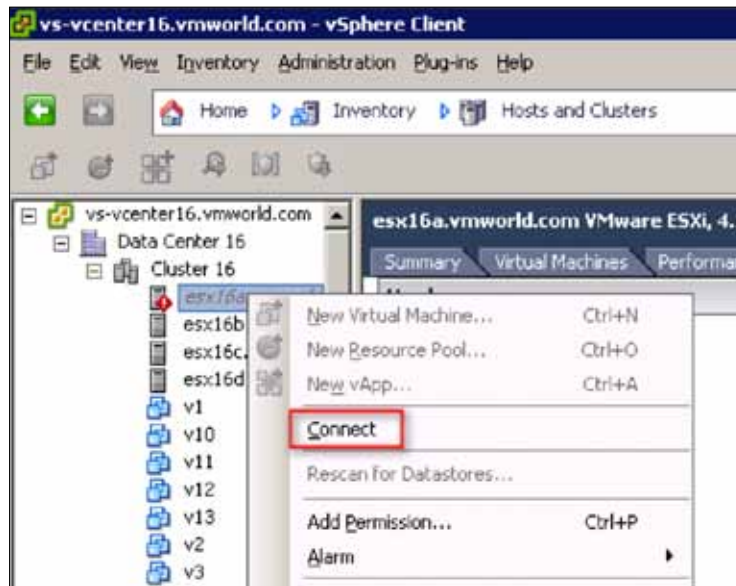 vs-vcenter16.vmworld.com - vSphere Client
File Edit View Inventory Administration Plug-ins Help
Home Inventory Hosts and Clusters
vs-vcenter16.vmworld.com
Data Center 16
Cluster 16
esx16a
esx16b
esx16c.
esx16d
v1
v10
v11
v12
v13
v2
v3
esx16a.vmworld.com VMware ESXi, 4.
Summary Virtual Machines Performa
New Virtual Machine... Ctrl+N
New Resource Pool... Ctrl+O
New vApp... Ctrl+A
Connect
Rescan for Datastores...
Add Permission... Ctrl+P
Alarm